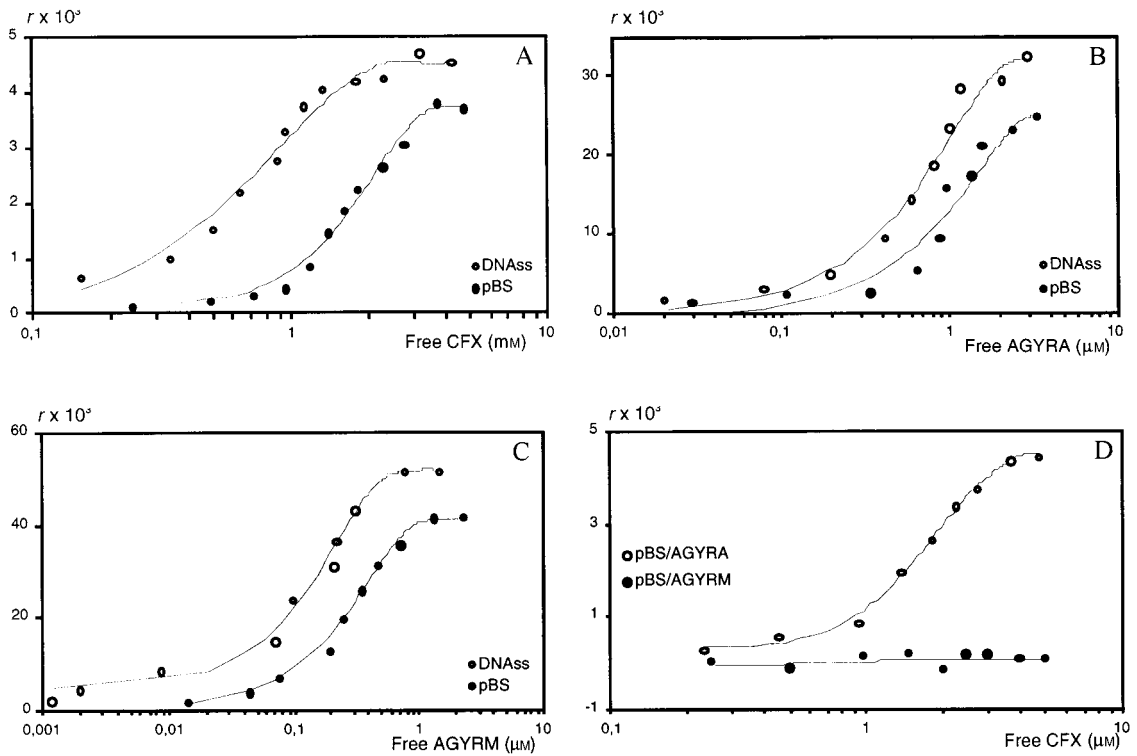 r x 10³
5
4
3
2
1
0
0,1
1
10
A
DNAss
pBS
Free CFX (mM)
r x 10³
30
20
10
0
0,01
0,1
1
10
B
DNAss
pBS
Free AGYRA (μM)
r x 10³
60
40
20
0
0,001
0,01
0,1
1
10
C
DNAss
pBS
Free AGYRM (μM)
r x 10³
5
3
1
-1
0,1
1
10
D
pBS/AGYRA
pBS/AGYRM
Free CFX (μM)